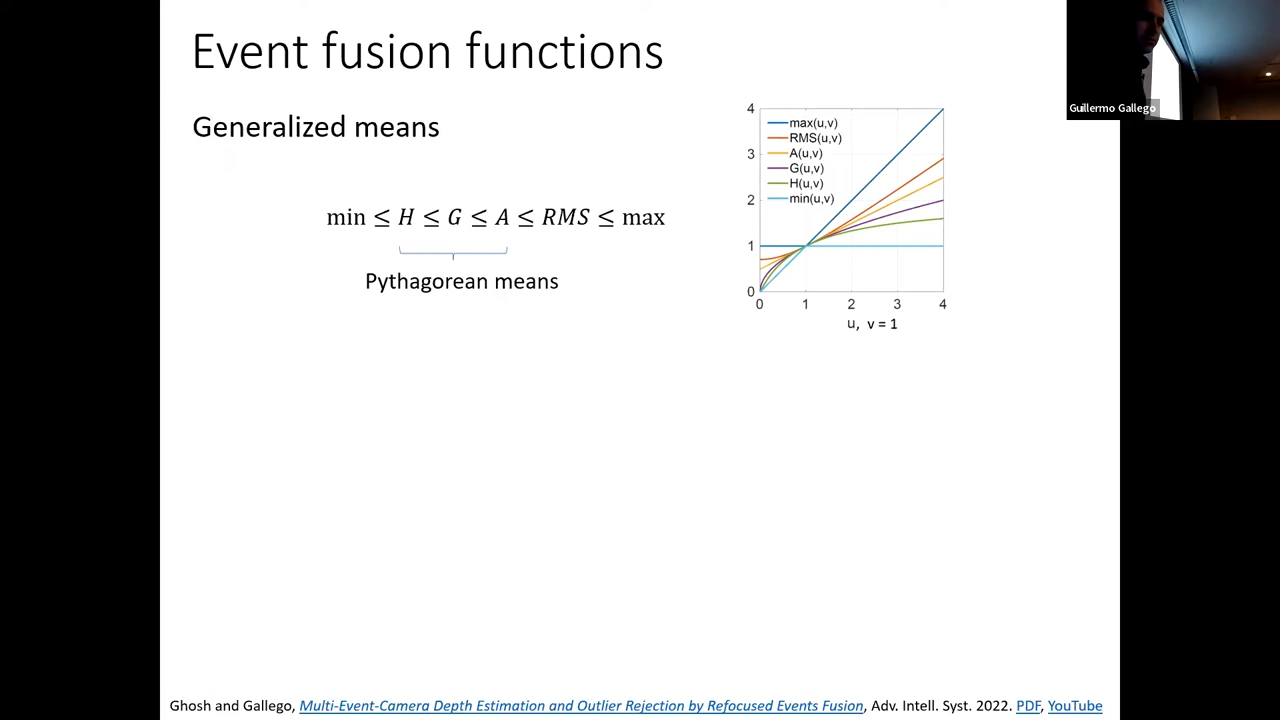 Event fusion functions
Guillermo Gallego
Generalized means
min ≤ H ≤ G ≤ A ≤ RMS ≤ max
Pythagorean means
4
3
2
1
0
max(u,v)
RMS(u,v)
A(u,v)
G(u,v)
H(u,v)
min(u,v)
0 1 2 3 4
u, v = 1
Ghosh and Gallego, Multi-Event-Camera Depth Estimation and Outlier Rejection by Refocused Events Fusion, Adv. Intell. Syst. 2022. PDF, YouTube